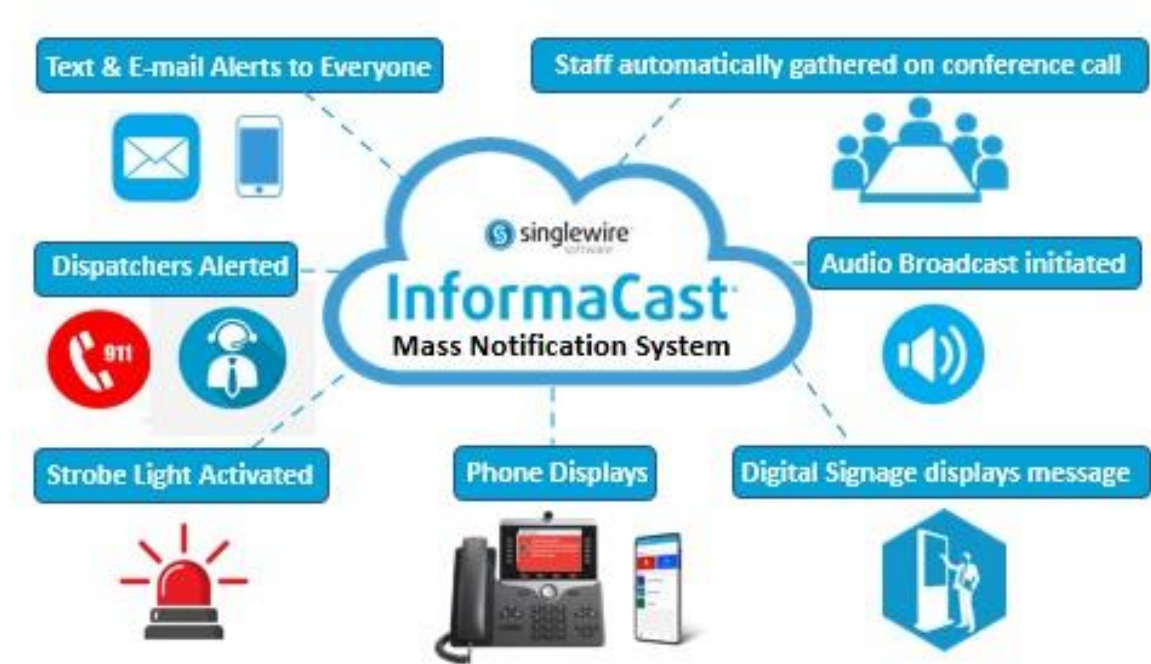 Text & E-mail Alerts to Everyone
Staff automatically gathered on conference call
singlewire
software
InformaCast
Mass Notification System
Dispatchers Alerted
911
Audio Broadcast initiated
Strobe Light Activated
Phone Displays
Digital Signage displays message